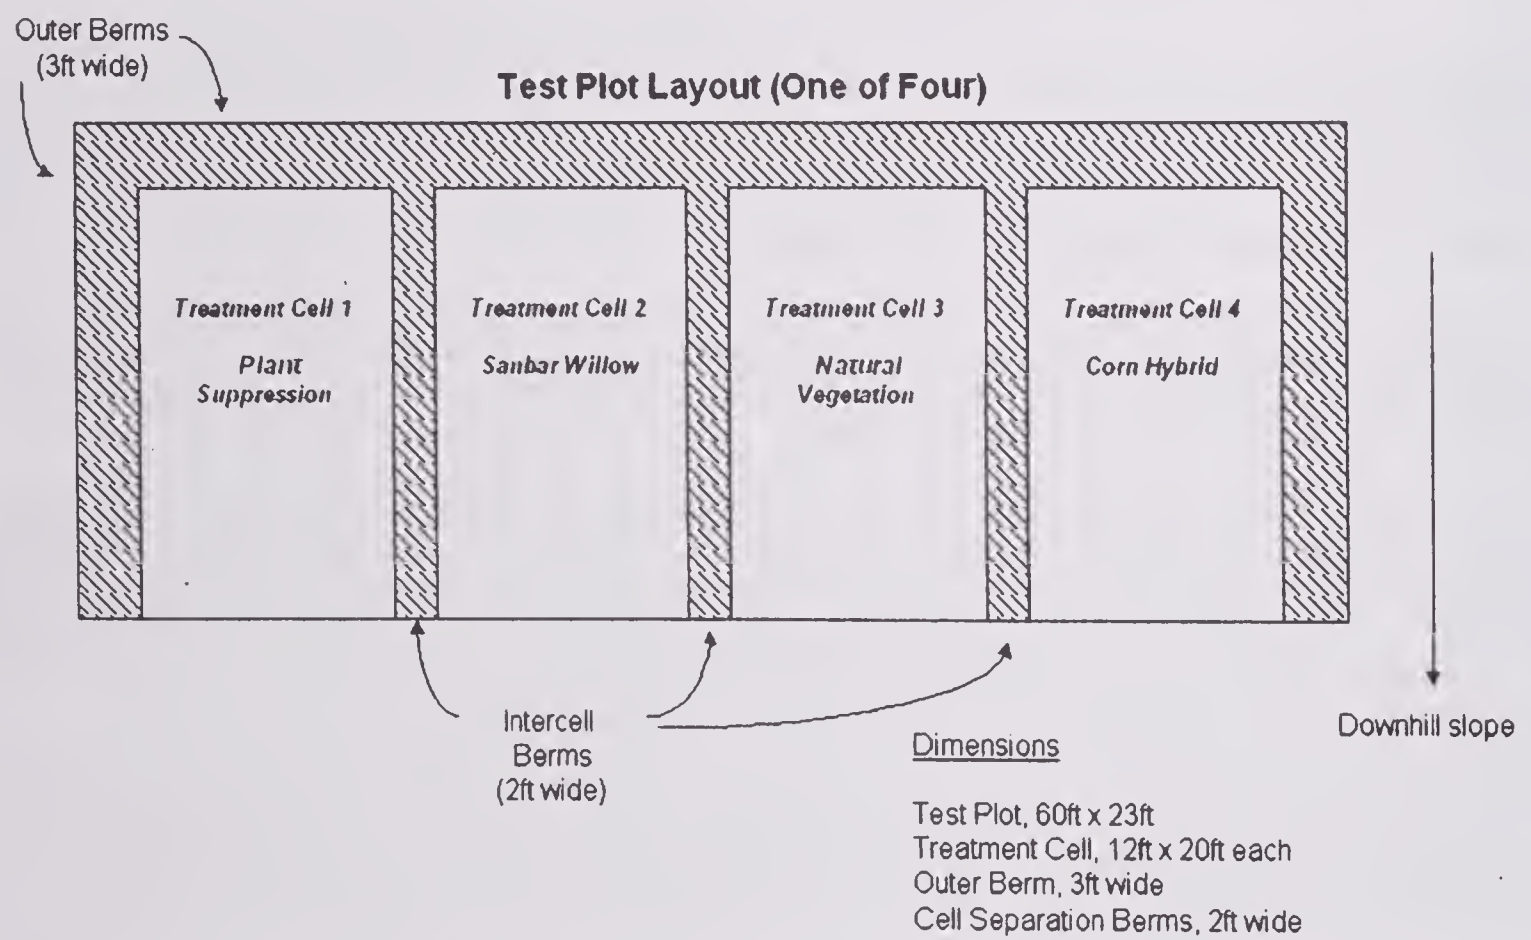 Outer Berms
(3ft wide)
Test Plot Layout (One of Four)
Treatment Cell 1
Plant
Suppression
Treatment Cell 2
Sanbar Willow
Treatment Cell 3
Natural
Vegetation
Treatment Cell 4
Corn Hybrid
Intercell
Berms
(2ft wide)
Downhill slope
Dimensions
Test Plot, 60ft x 23ft
Treatment Cell, 12ft x 20ft each
Outer Berm, 3ft wide
Cell Separation Berms, 2ft wide